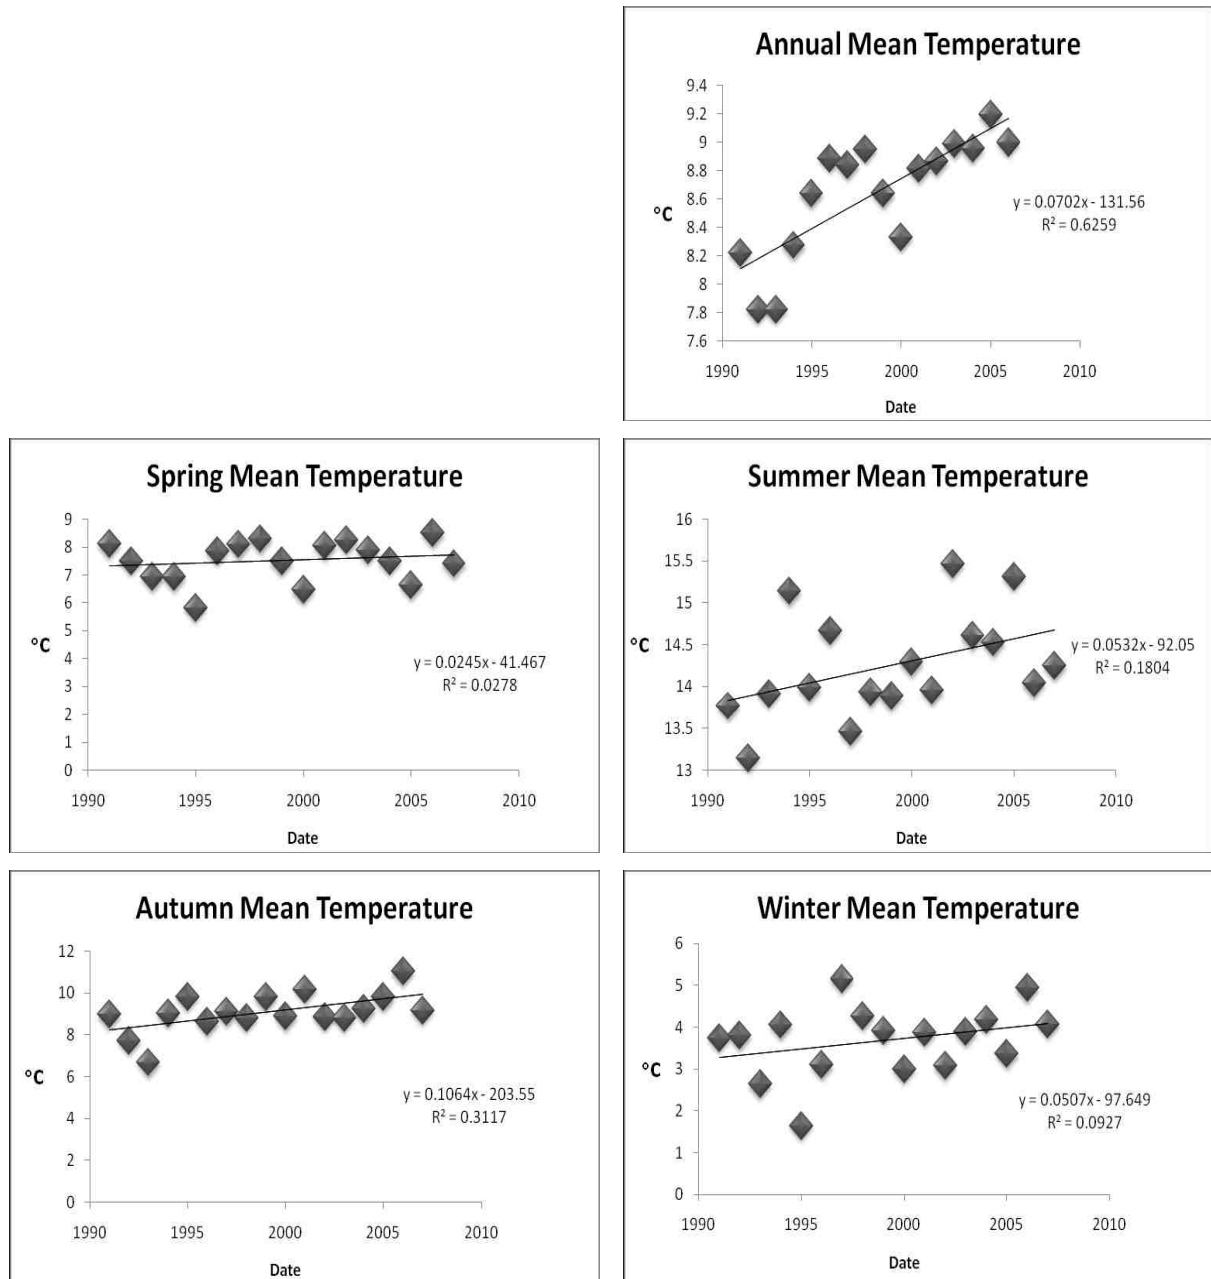 Annual Mean Temperature
9.4
9.2
9
8.8
8.6
8.4
8.2
8
7.8
7.6
°C
y = 0.0702x - 131.56
R² = 0.6259
1990 1995 2000 2005 2010
Date
Spring Mean Temperature
9
8
7
6
5
4
3
2
1
0
°C
y = 0.0245x - 41.467
R² = 0.0278
1990 1995 2000 2005 2010
Date
Summer Mean Temperature
16
15.5
15
14.5
14
13.5
13
°C
y = 0.0532x - 92.05
R² = 0.1804
1990 1995 2000 2005 2010
Date
Autumn Mean Temperature
12
10
8
6
4
2
0
°C
y = 0.1064x - 203.55
R² = 0.3117
1990 1995 2000 2005 2010
Date
Winter Mean Temperature
6
5
4
3
2
1
0
°C
y = 0.0507x - 97.649
R² = 0.0927
1990 1995 2000 2005 2010
Date